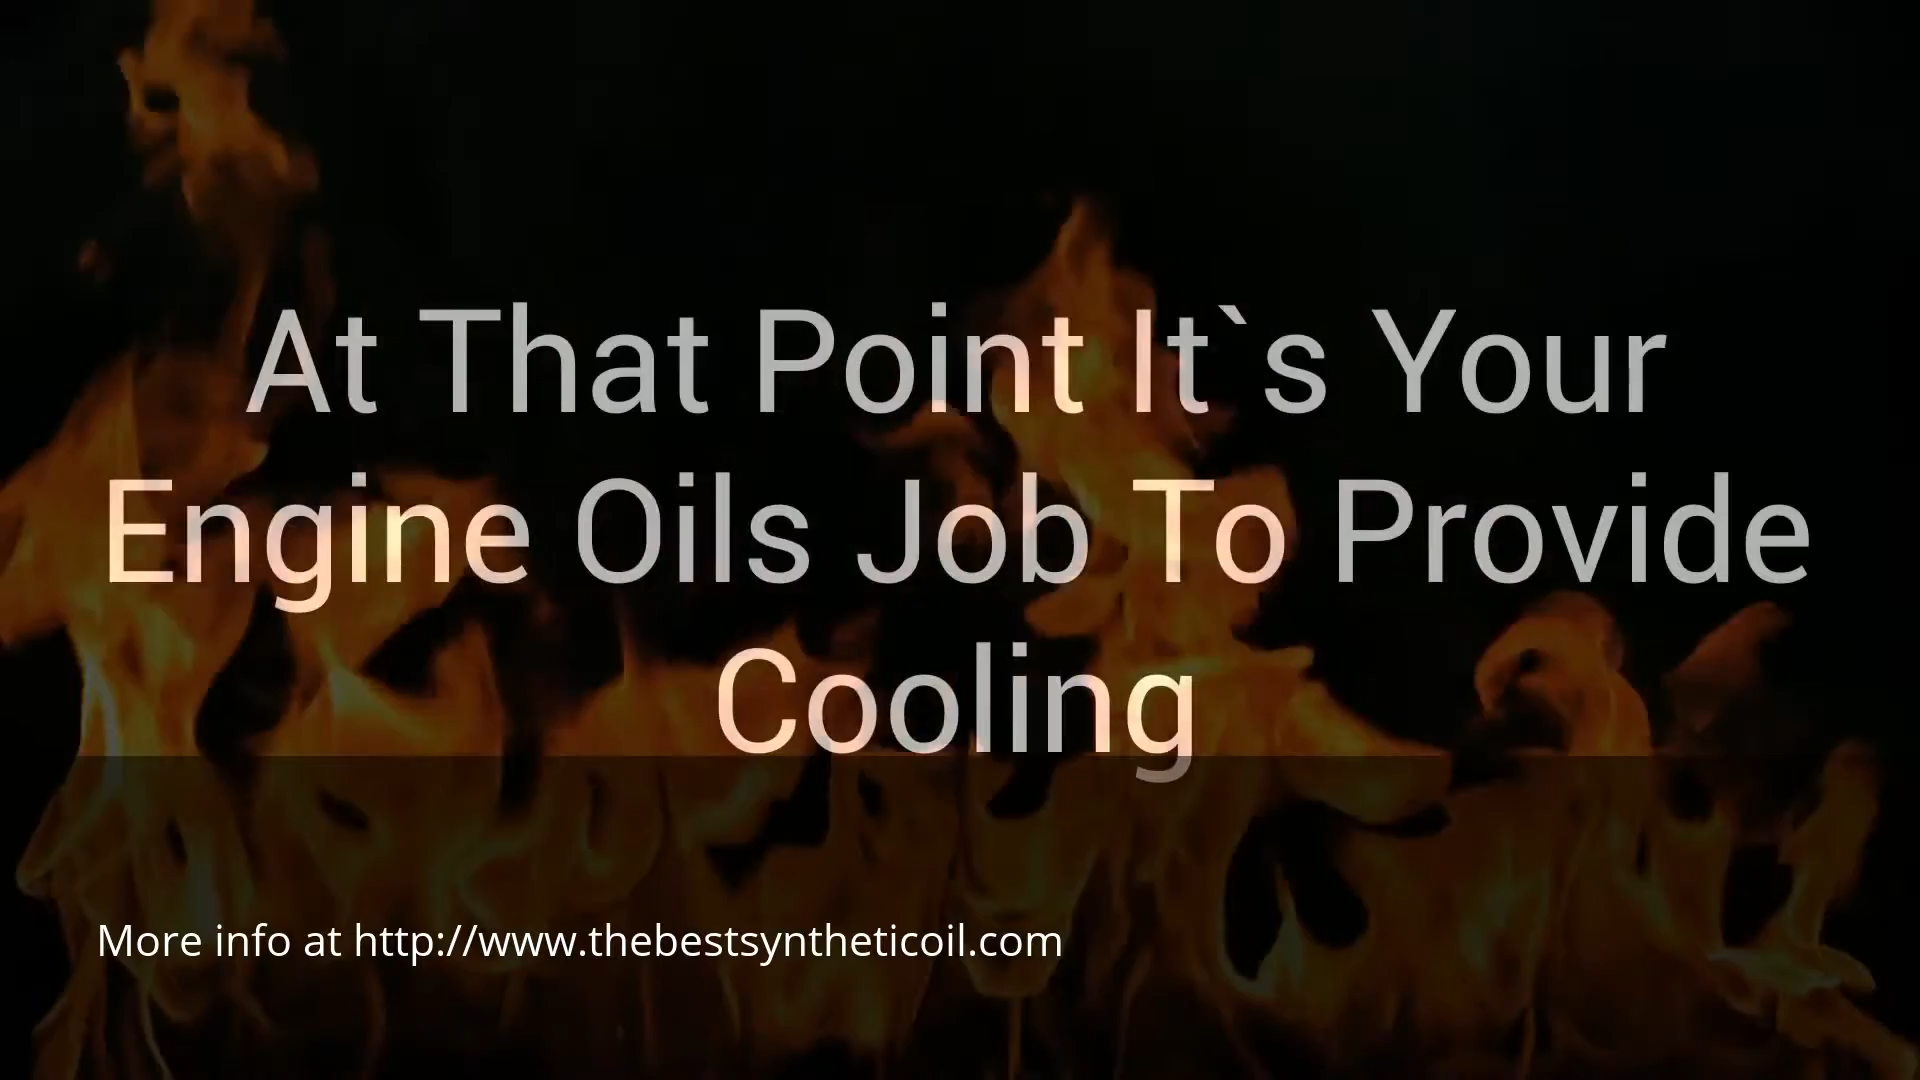 At That Point It`s Your
Engine Oils Job To Provide
Cooling
More info at http://www.thebestsyntheticoil.com